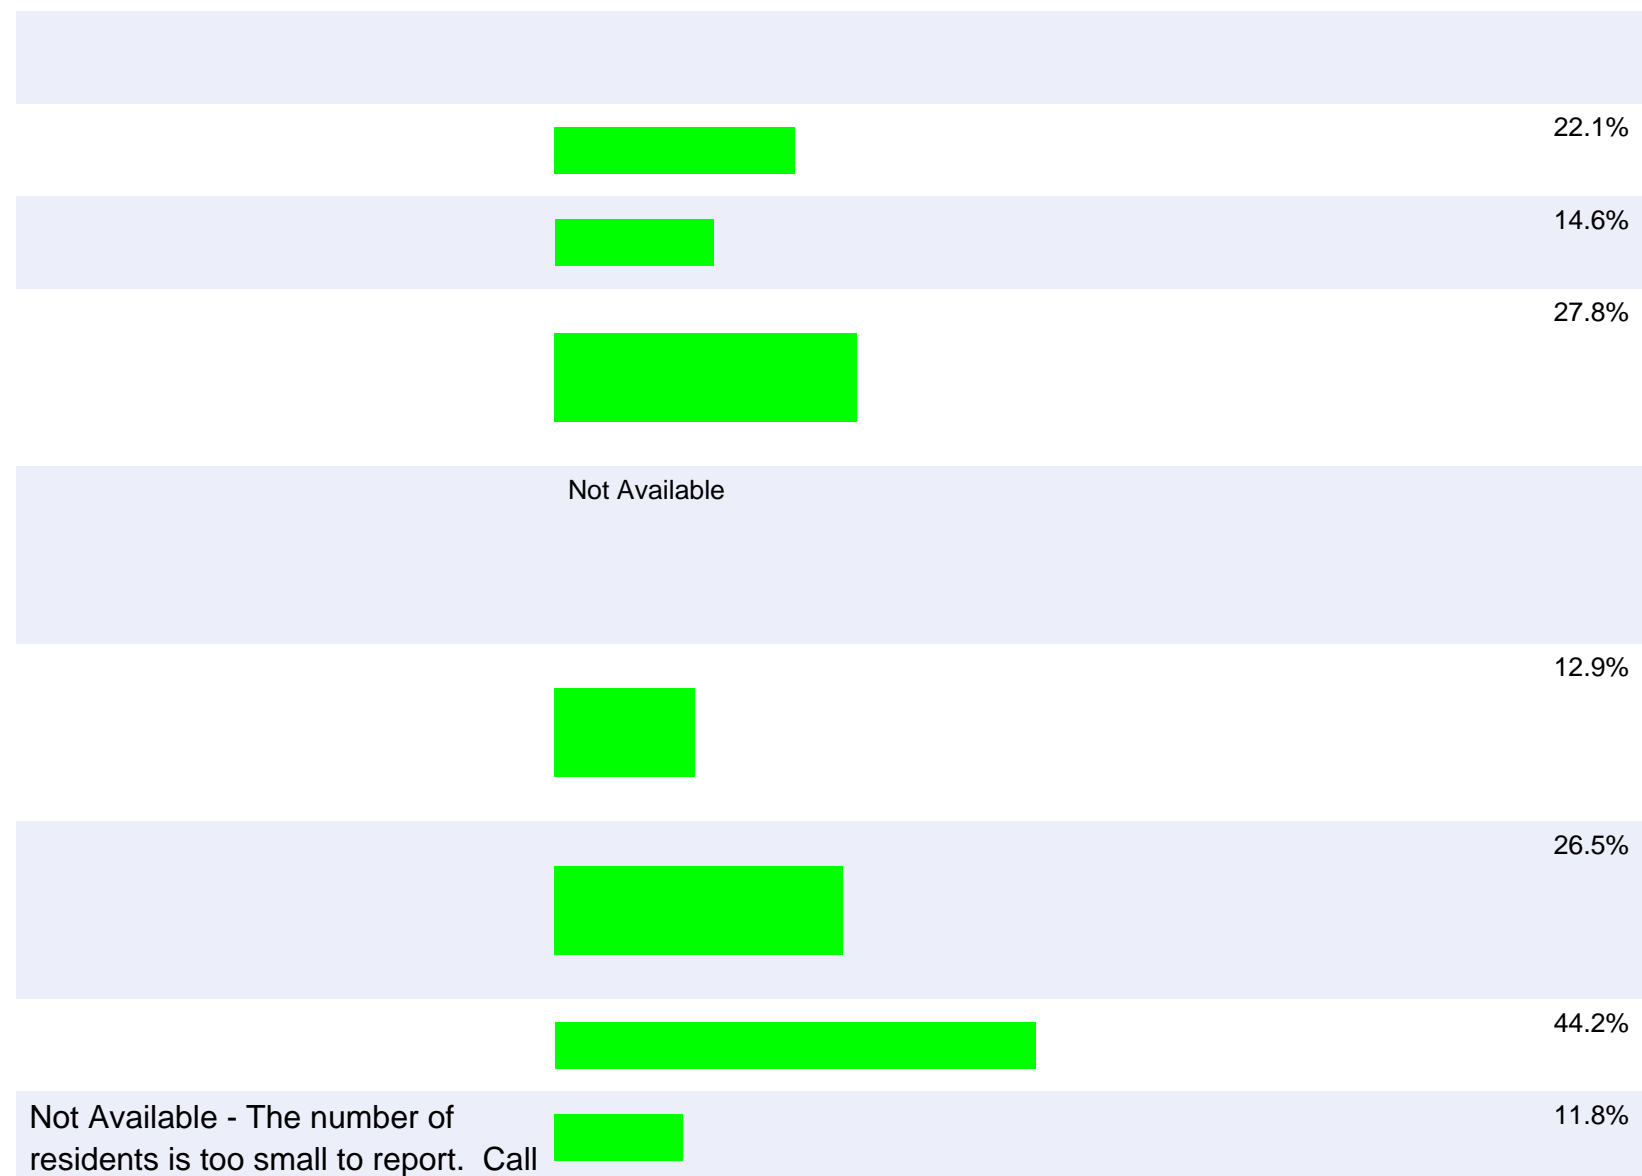 22.1%
14.6%
27.8%
Not Available
12.9%
26.5%
44.2%
Not Available - The number of
residents is too small to report.  Call
11.8%